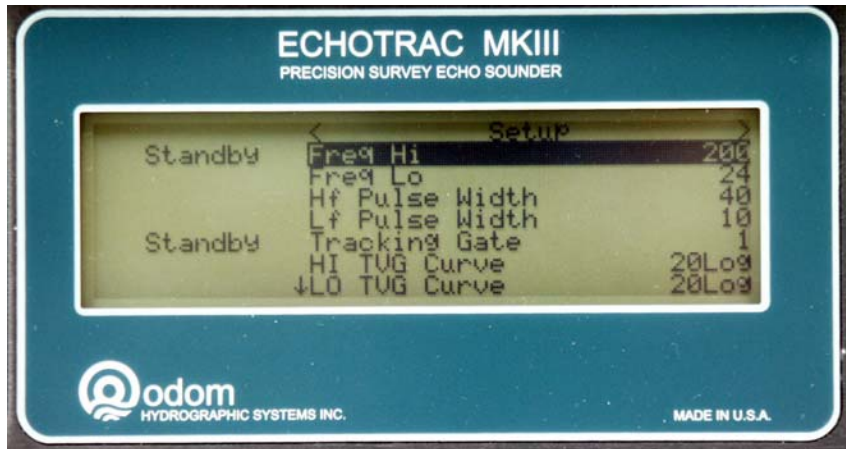 ECHOTRAC MKIII
PRECISION SURVEY ECHO SOUNDER
< Setup >
Standby Freq Hi 200
Freq Lo 24
Hf Pulse Width 40
Lf Pulse Width 10
Standby Tracking Gate 1
HI TVG Curve 20Log
↓LO TVG Curve 20Log
odom
HYDROGRAPHIC SYSTEMS INC.
MADE IN U.S.A.